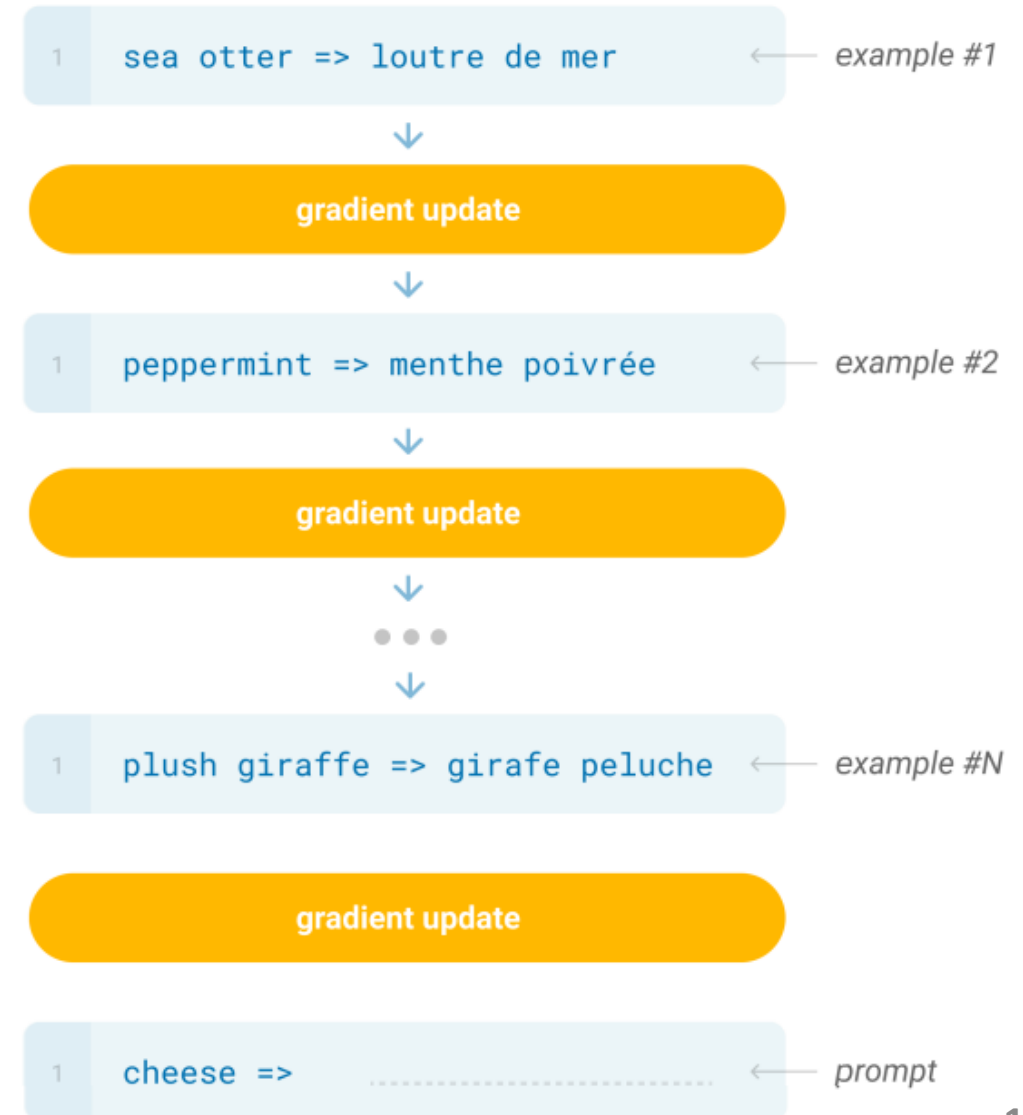 1 sea otter => loutre de mer example #1
gradient update
1 peppermint => menthe poivrée example #2
gradient update
1 plush giraffe => girafe peluche example #N
gradient update
1 cheese => prompt